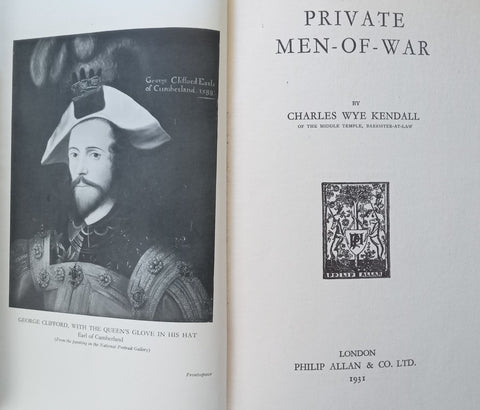 George Clifford Earle
of Cumberland 1588
GEORGE CLIFFORD, WITH THE QUEEN'S GLOVE IN HIS HAT
Earl of Cumberland
(From the painting in the National Portrait Gallery)
Frontispiece
PRIVATE
MEN-OF-WAR
BY
CHARLES WYE KENDALL
OF THE MIDDLE TEMPLE, BARRISTER-AT-LAW
PA
PHILIP ALLAN
LONDON
PHILIP ALLAN & CO. LTD.
1931